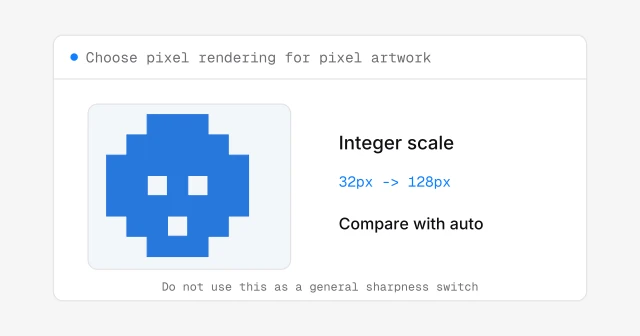 Choose pixel rendering for pixel artwork
Integer scale
32px -> 128px
Compare with auto
Do not use this as a general sharpness switch